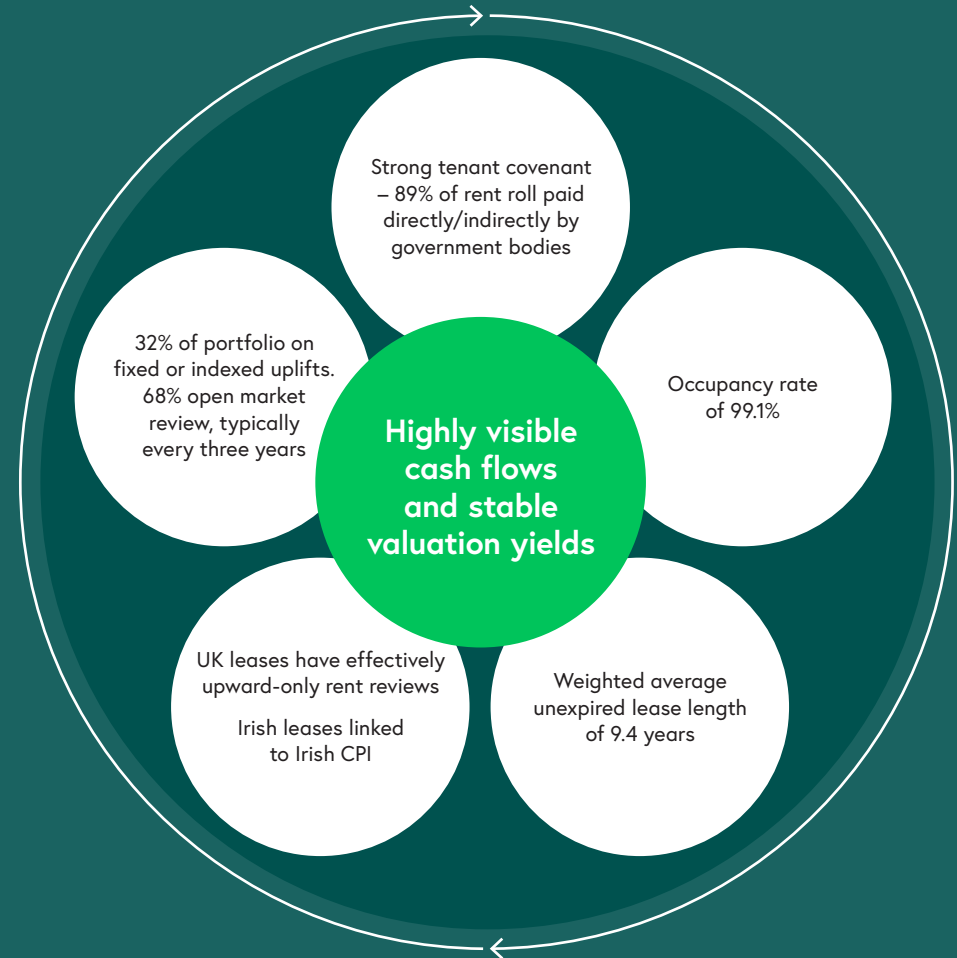 Strong tenant covenant
– 89% of rent roll paid
directly/indirectly by
government bodies
Occupancy rate
of 99.1%
Weighted average
unexpired lease length
of 9.4 years
UK leases have effectively
upward-only rent reviews
Irish leases linked
to Irish CPI
32% of portfolio on
fixed or indexed uplifts.
68% open market
review, typically
every three years
Highly visible
cash flows
and stable
valuation yields